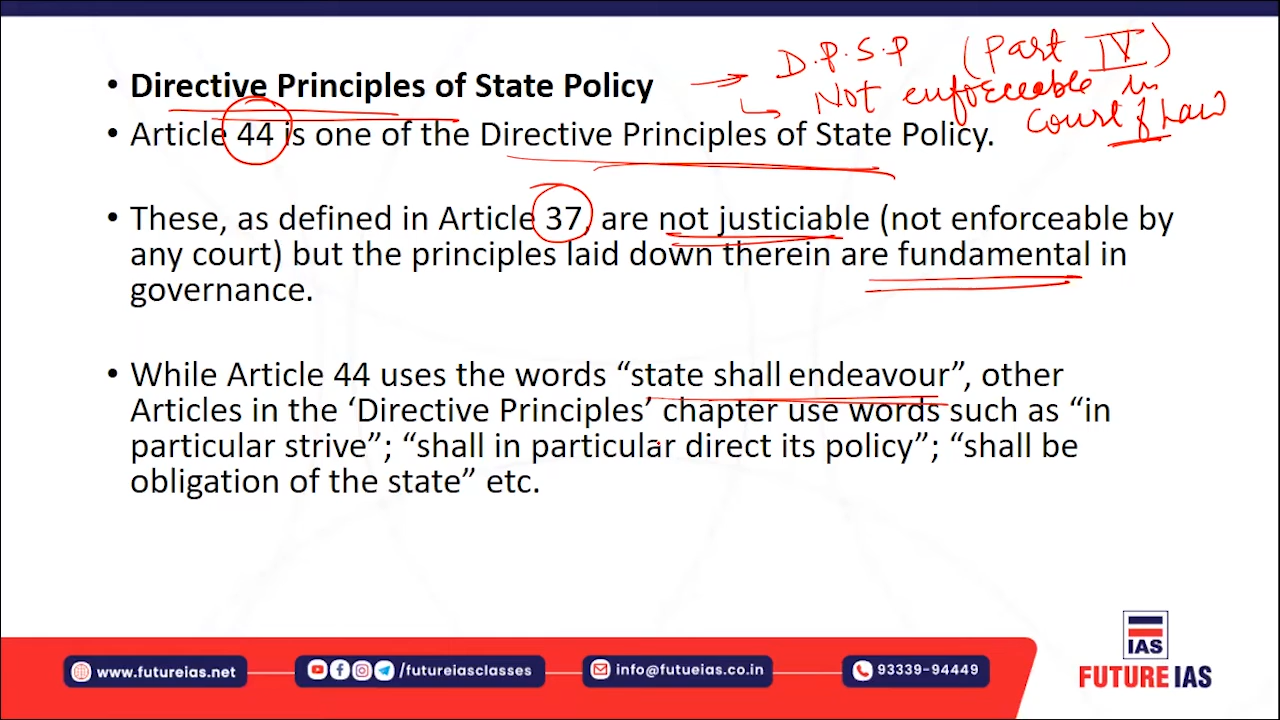 • Directive Principles of State Policy
→ D.P.S.P (Part IV)
↳ Not enforceable in
Court of Law
• Article 44 is one of the Directive Principles of State Policy.
• These, as defined in Article 37, are not justiciable (not enforceable by
any court) but the principles laid down therein are fundamental in
governance.
• While Article 44 uses the words “state shall endeavour”, other
Articles in the ‘Directive Principles’ chapter use words such as “in
particular strive”; “shall in particular direct its policy”; “shall be
obligation of the state” etc.
www.futureias.net
/futureiasclasses
info@futueias.co.in
93339-94449
IAS
FUTURE IAS